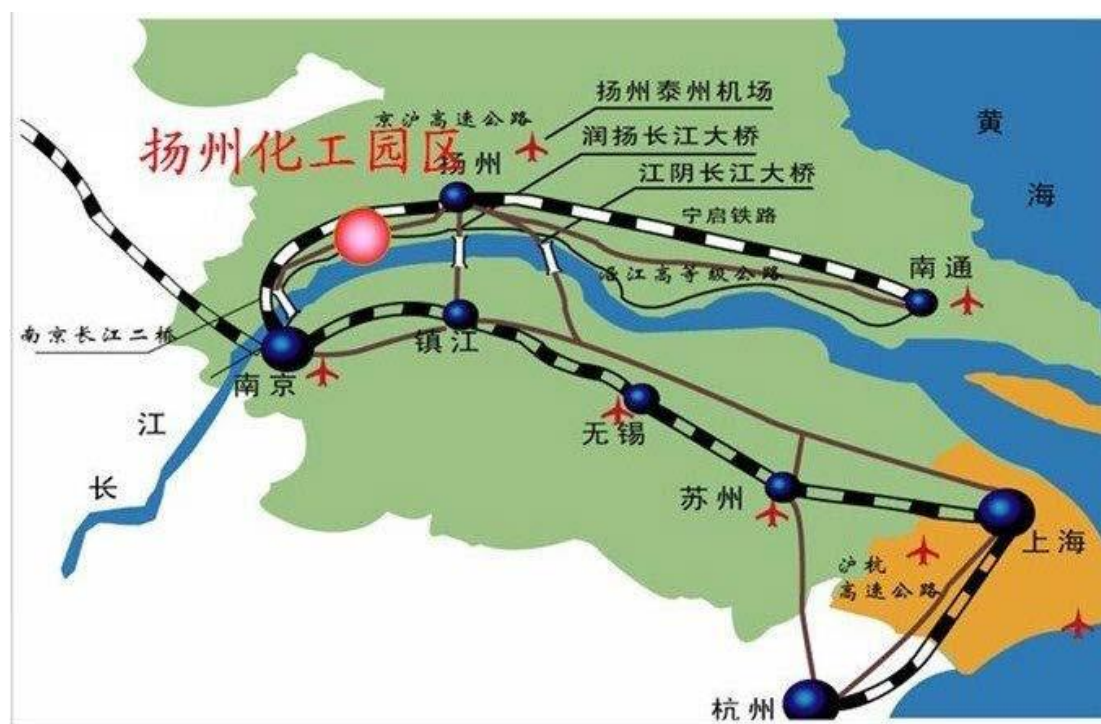 扬州泰州机场
京沪高速公路
扬州化工园区
润扬长江大桥
扬州
江阴长江大桥
黄海
宁启铁路
沿江高等级公路
南通
南京长江二桥
镇江
南京
无锡
长江
苏州
上海
沪杭
高速公路
杭州